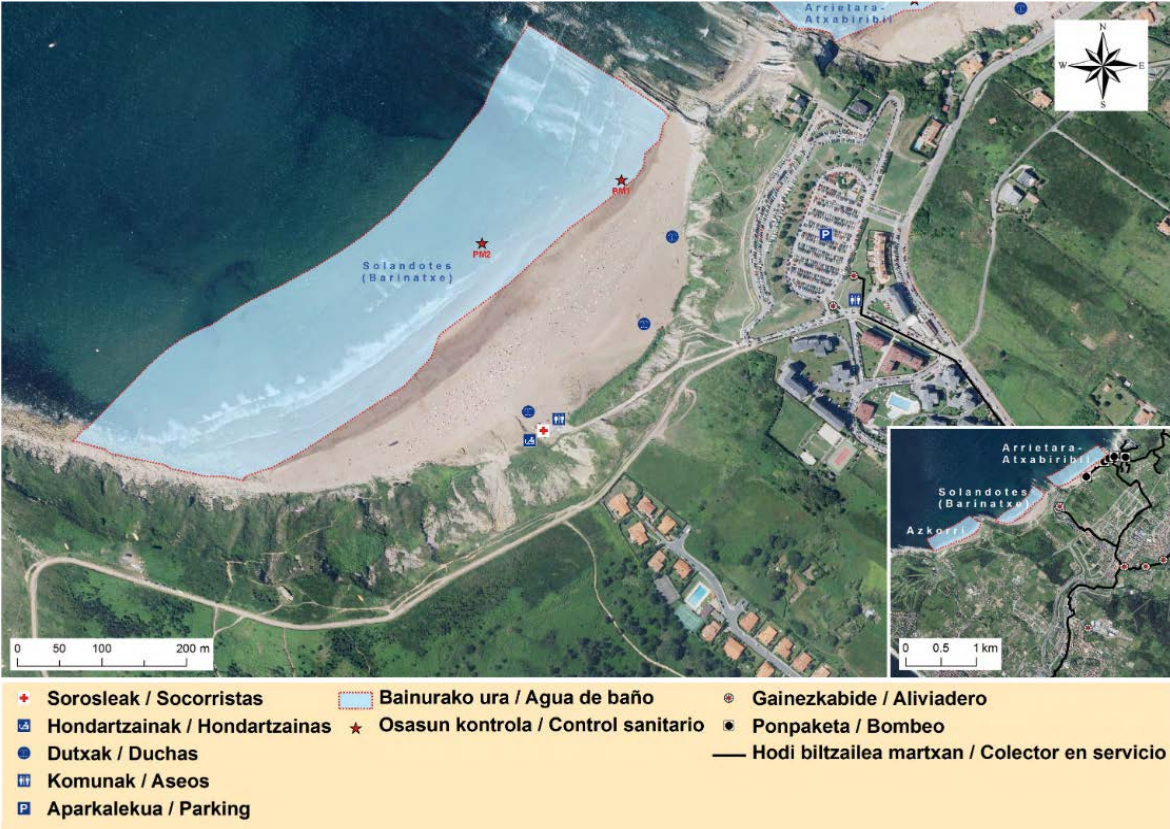 Arrietara-
Atxabiribil
N
W E
S
PM1
PM2
P
Solandotes
(Barinatxe)
0 50 100 200 m
Arrietara-
Atxabiribil
Solandotes
(Barinatxe)
Azkorri
0 0.5 1 km
Sorosleak / Socorristas
Hondartzainak / Hondartzainas
Dutxak / Duchas
Komunak / Aseos
P Aparkalekua / Parking
Bainurako ura / Agua de baño
Osasun kontrola / Control sanitario
Gainezkabide / Aliviadero
Ponpaketa / Bombeo
Hodi biltzailea martxan / Colector en servicio